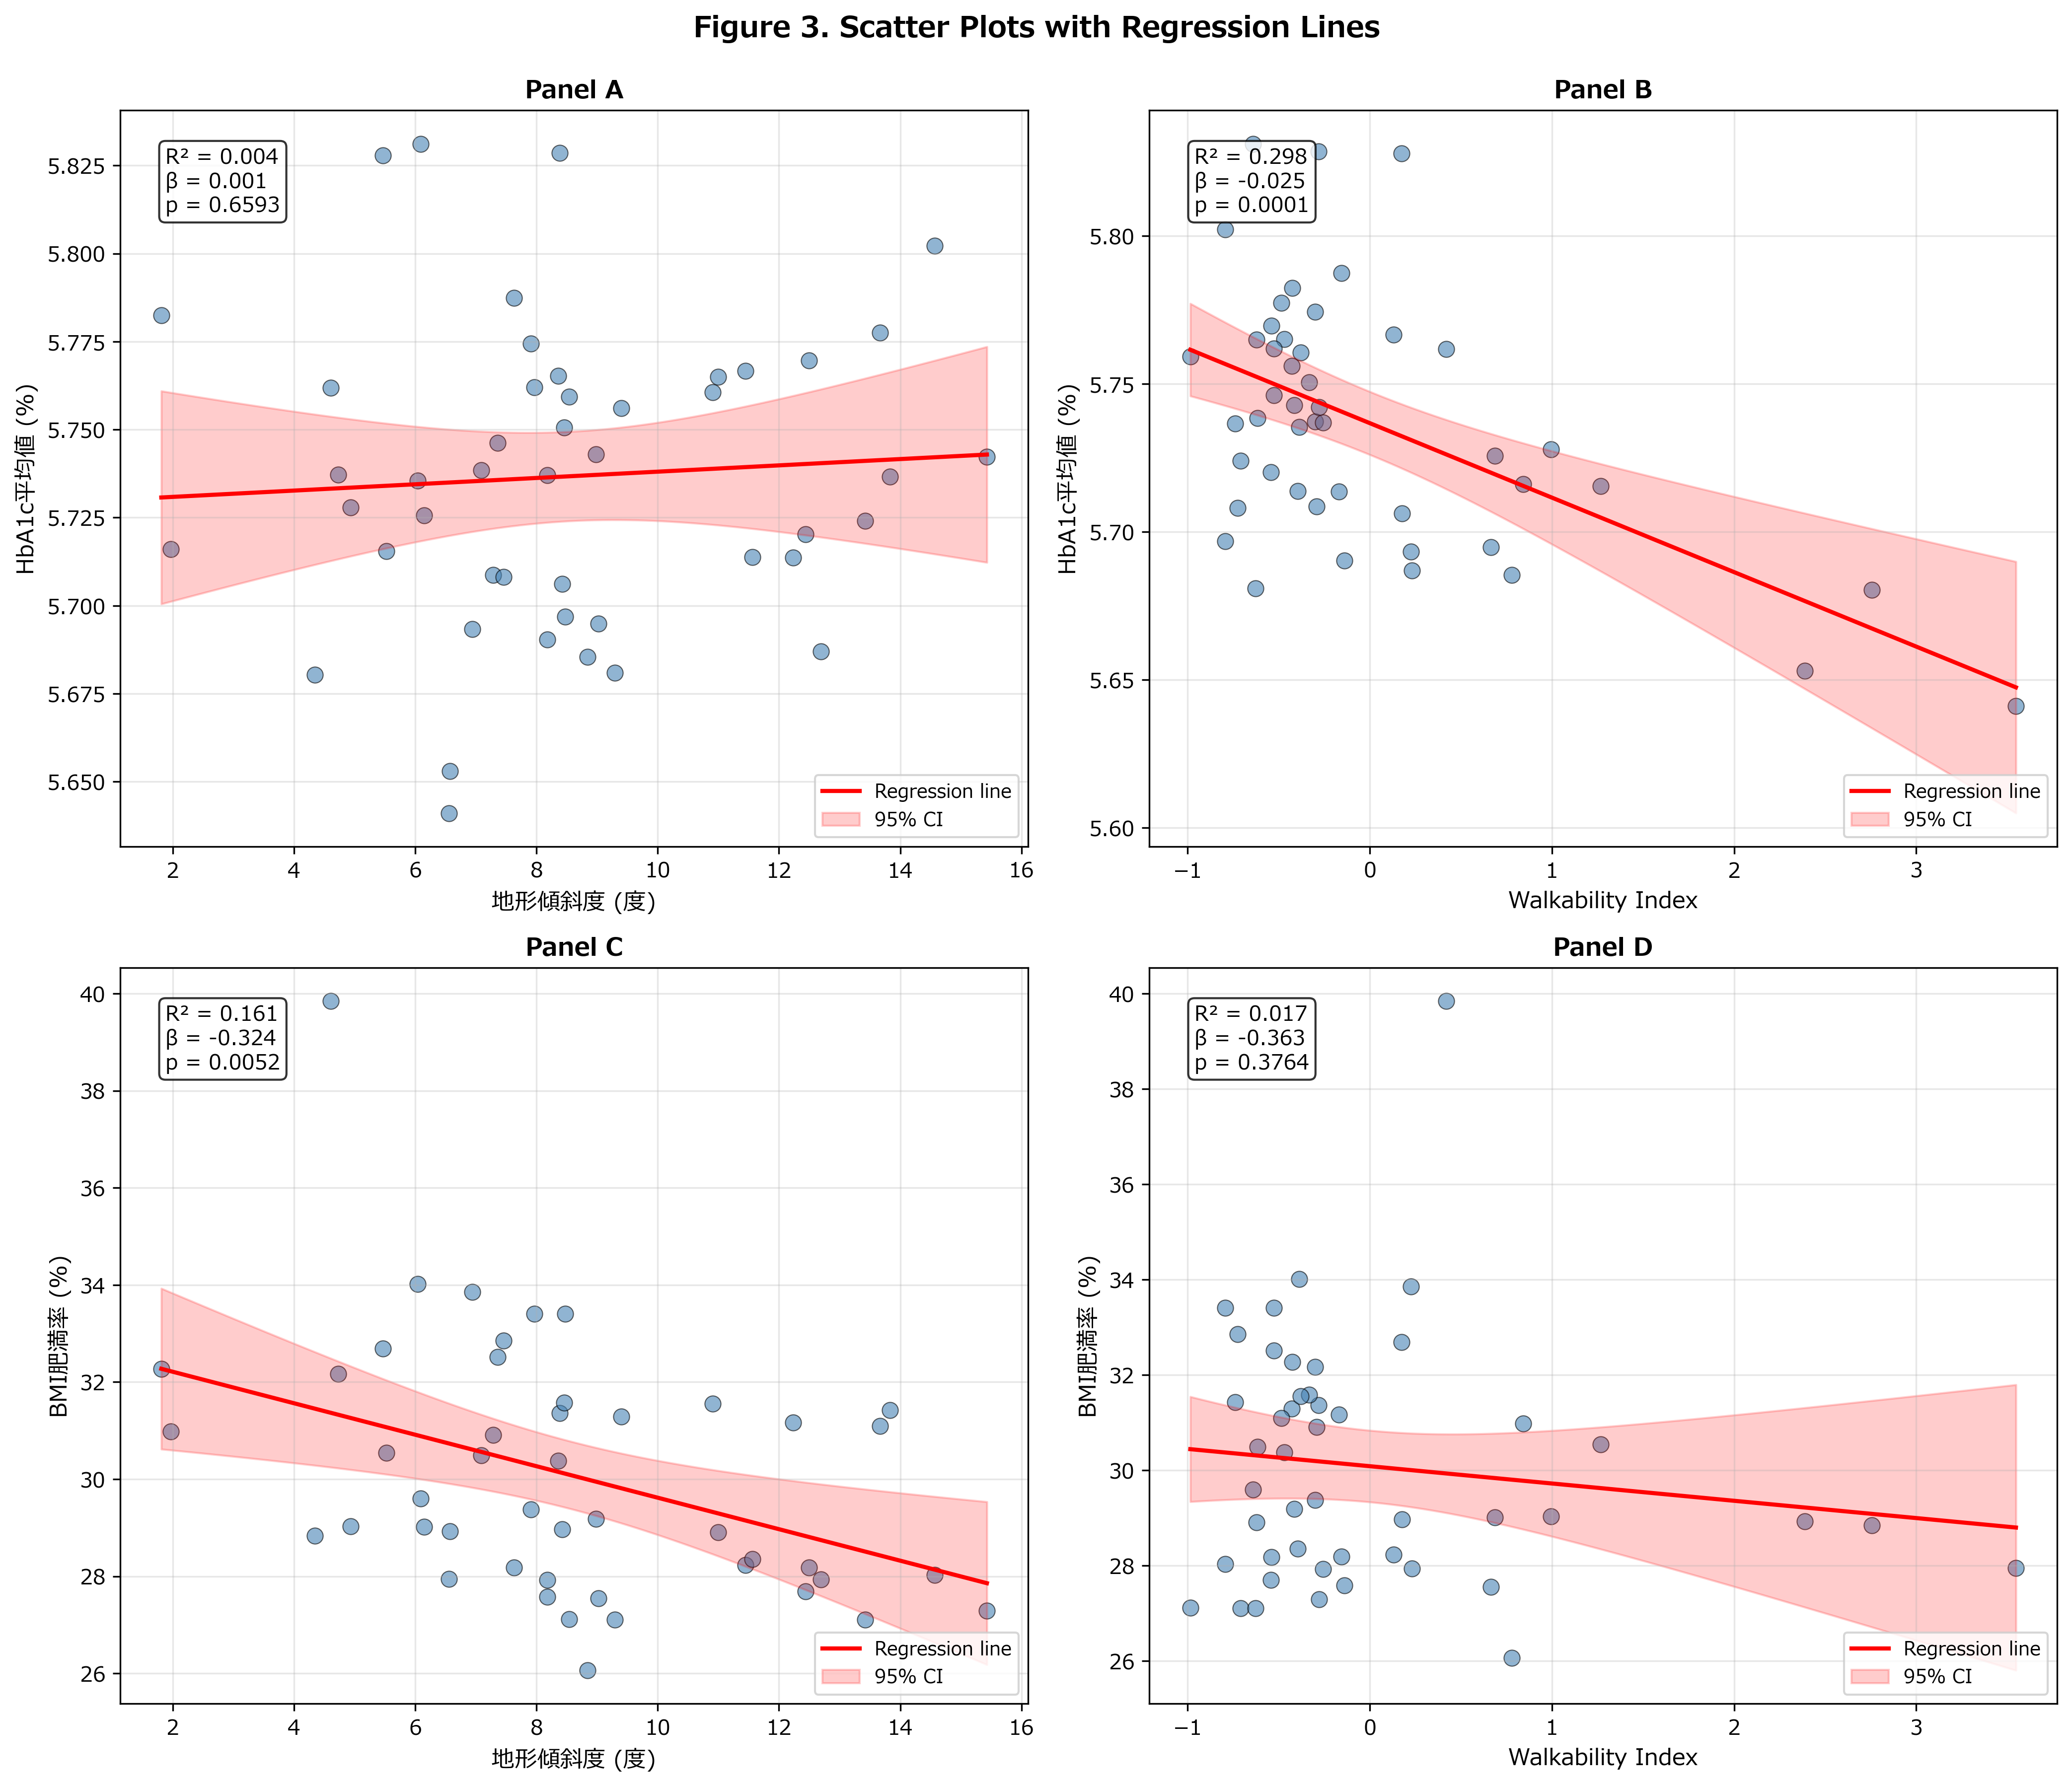 Figure 3. Scatter Plots with Regression Lines
Panel A
R² = 0.004
β = 0.001
p = 0.6593
5.825
5.800
5.775
5.750
5.725
5.700
5.675
5.650
HbA1c平均値 (%)
Regression line
95% CI
2 4 6 8 10 12 14 16
地形傾斜度 (度)
Panel B
R² = 0.298
β = -0.025
p = 0.0001
5.80
5.75
5.70
5.65
5.60
HbA1c平均値 (%)
Regression line
95% CI
−1 0 1 2 3
Walkability Index
Panel C
R² = 0.161
β = -0.324
p = 0.0052
40
38
36
34
32
30
28
26
BMI肥満率 (%)
Regression line
95% CI
2 4 6 8 10 12 14 16
地形傾斜度 (度)
Panel D
R² = 0.017
β = -0.363
p = 0.3764
40
38
36
34
32
30
28
26
BMI肥満率 (%)
Regression line
95% CI
−1 0 1 2 3
Walkability Index